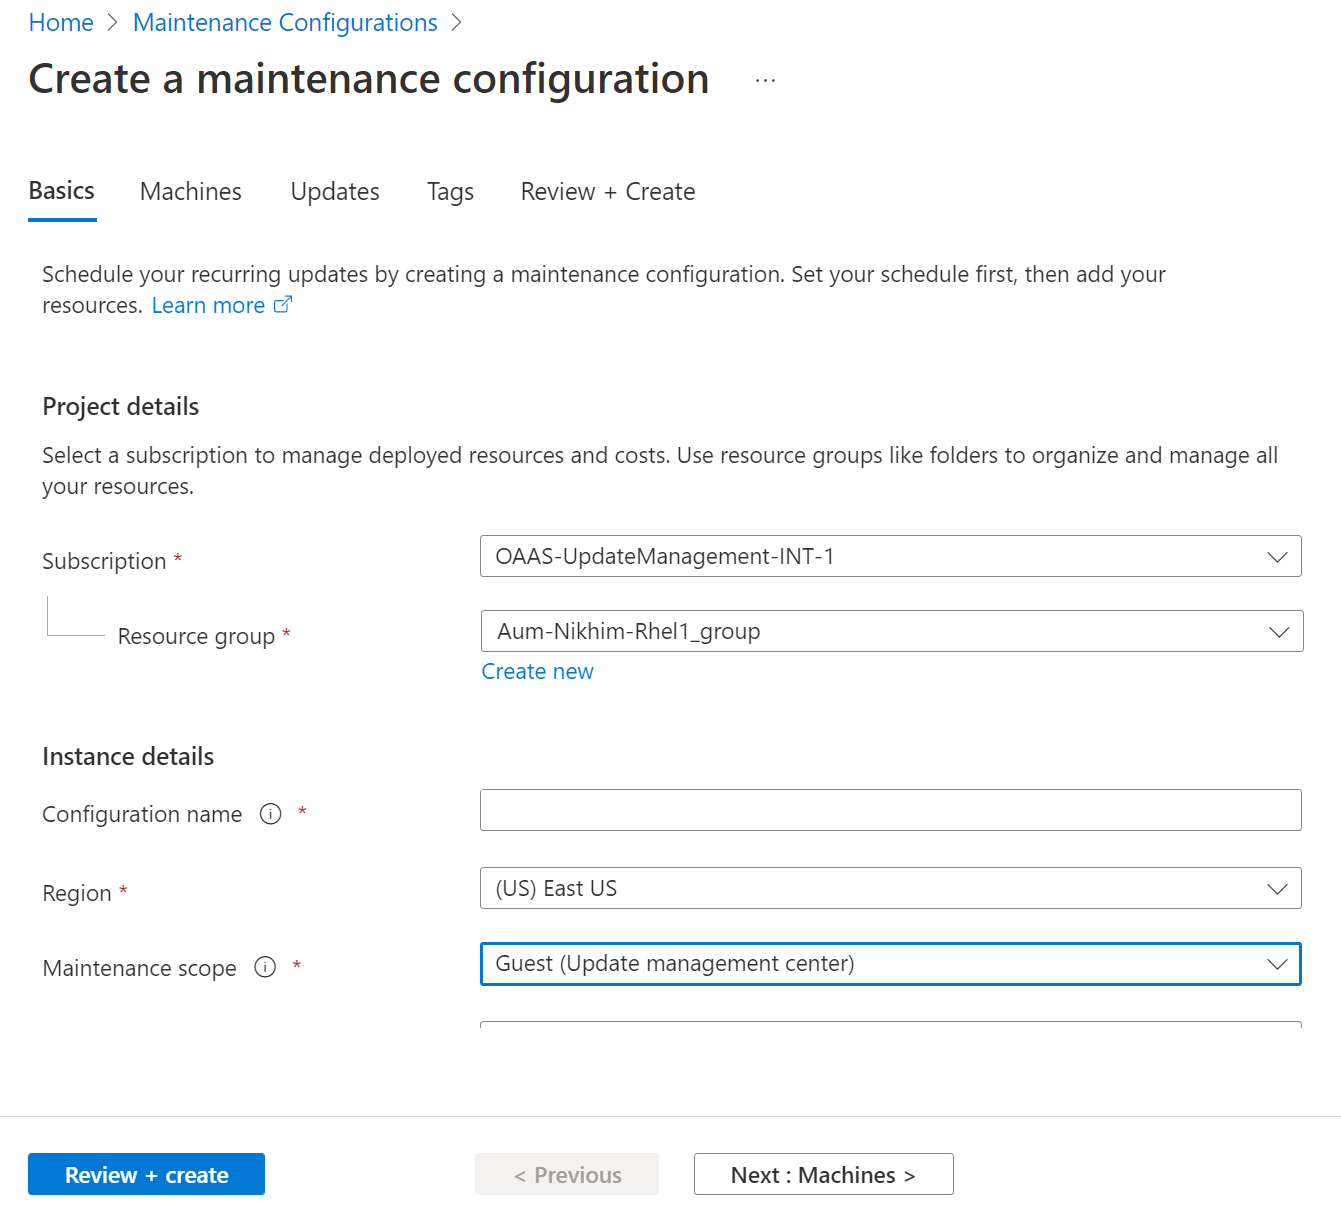 Home > Maintenance Configurations >
Create a maintenance configuration ...
Basics Machines Updates Tags Review + Create
Schedule your recurring updates by creating a maintenance configuration. Set your schedule first, then add your
resources. Learn more
Project details
Select a subscription to manage deployed resources and costs. Use resource groups like folders to organize and manage all
your resources.
Subscription * OAAS-UpdateManagement-INT-1
Resource group * Aum-Nikhim-Rhel1_group
Create new
Instance details
Configuration name *
Region * (US) East US
Maintenance scope * Guest (Update management center)
Review + create < Previous Next : Machines >